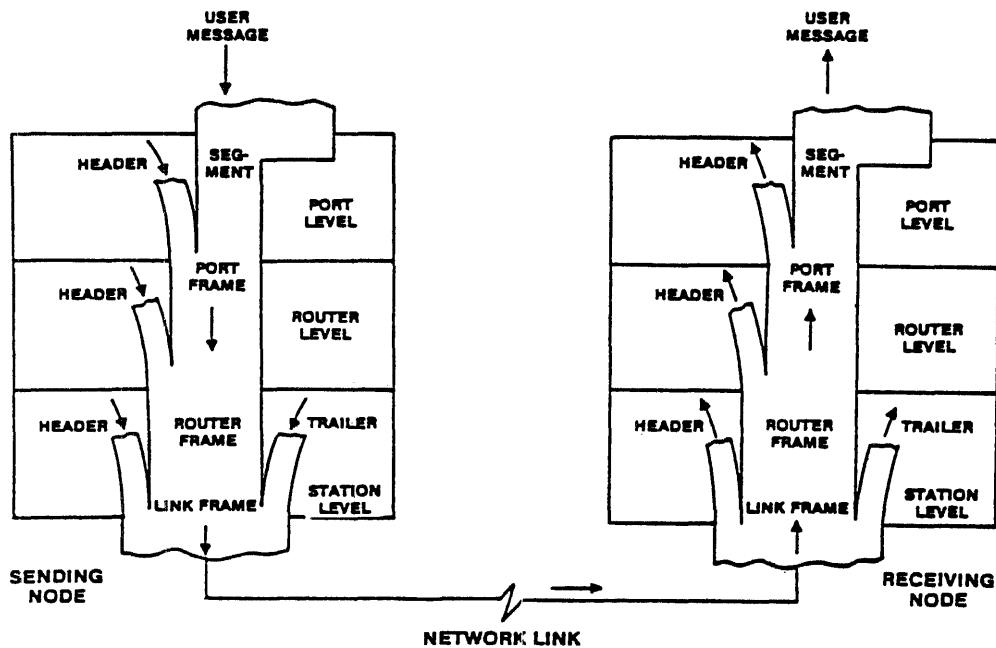 USER
MESSAGE
HEADER
SEG-
MENT
PORT
LEVEL
HEADER
PORT
FRAME
ROUTER
LEVEL
HEADER
ROUTER
FRAME
TRAILER
LINK FRAME
STATION
LEVEL
SENDING
NODE
USER
MESSAGE
HEADER
SEG-
MENT
PORT
LEVEL
HEADER
PORT
FRAME
ROUTER
LEVEL
HEADER
ROUTER
FRAME
TRAILER
LINK FRAME
STATION
LEVEL
RECEIVING
NODE
NETWORK LINK